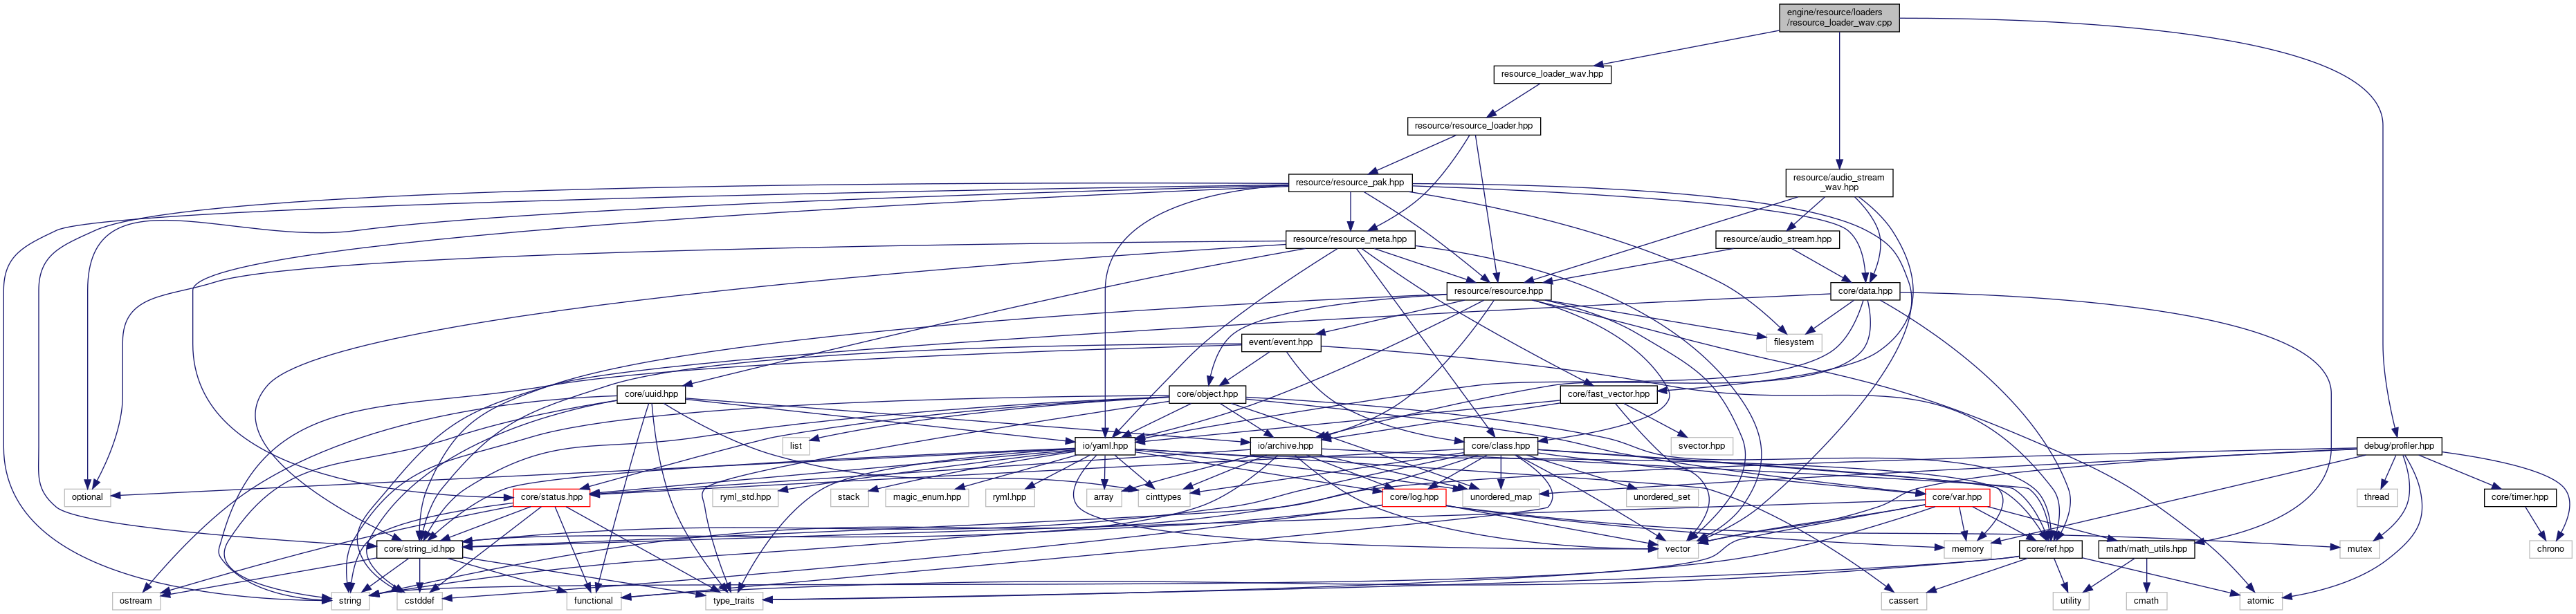 engine/resource/loaders
/resource_loader_wav.cpp
resource_loader_wav.hpp
resource/resource_loader.hpp
resource/resource_pak.hpp
resource/audio_stream
_wav.hpp
resource/resource_meta.hpp
resource/audio_stream.hpp
resource/resource.hpp
core/data.hpp
event/event.hpp
filesystem
core/uuid.hpp
core/object.hpp
core/fast_vector.hpp
list
io/yaml.hpp
io/archive.hpp
core/class.hpp
svector.hpp
debug/profiler.hpp
optional
core/status.hpp
ryml_std.hpp
stack
magic_enum.hpp
ryml.hpp
array
cinttypes
core/log.hpp
unordered_map
unordered_set
core/var.hpp
thread
core/timer.hpp
core/string_id.hpp
vector
memory
core/ref.hpp
math/math_utils.hpp
mutex
chrono
ostream
string
cstddef
functional
type_traits
cassert
utility
cmath
atomic